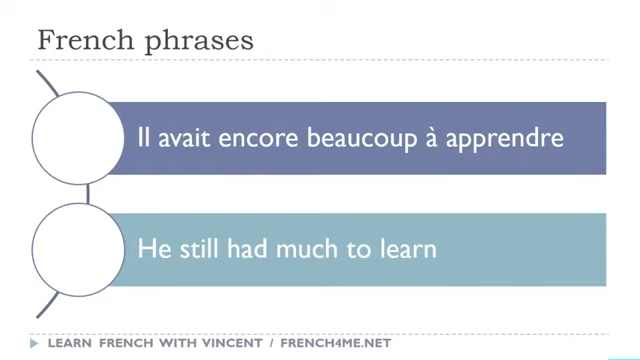 French phrases
Il avait encore beaucoup à apprendre
He still had much to learn
LEARN FRENCH WITH VINCENT / FRENCH4ME.NET